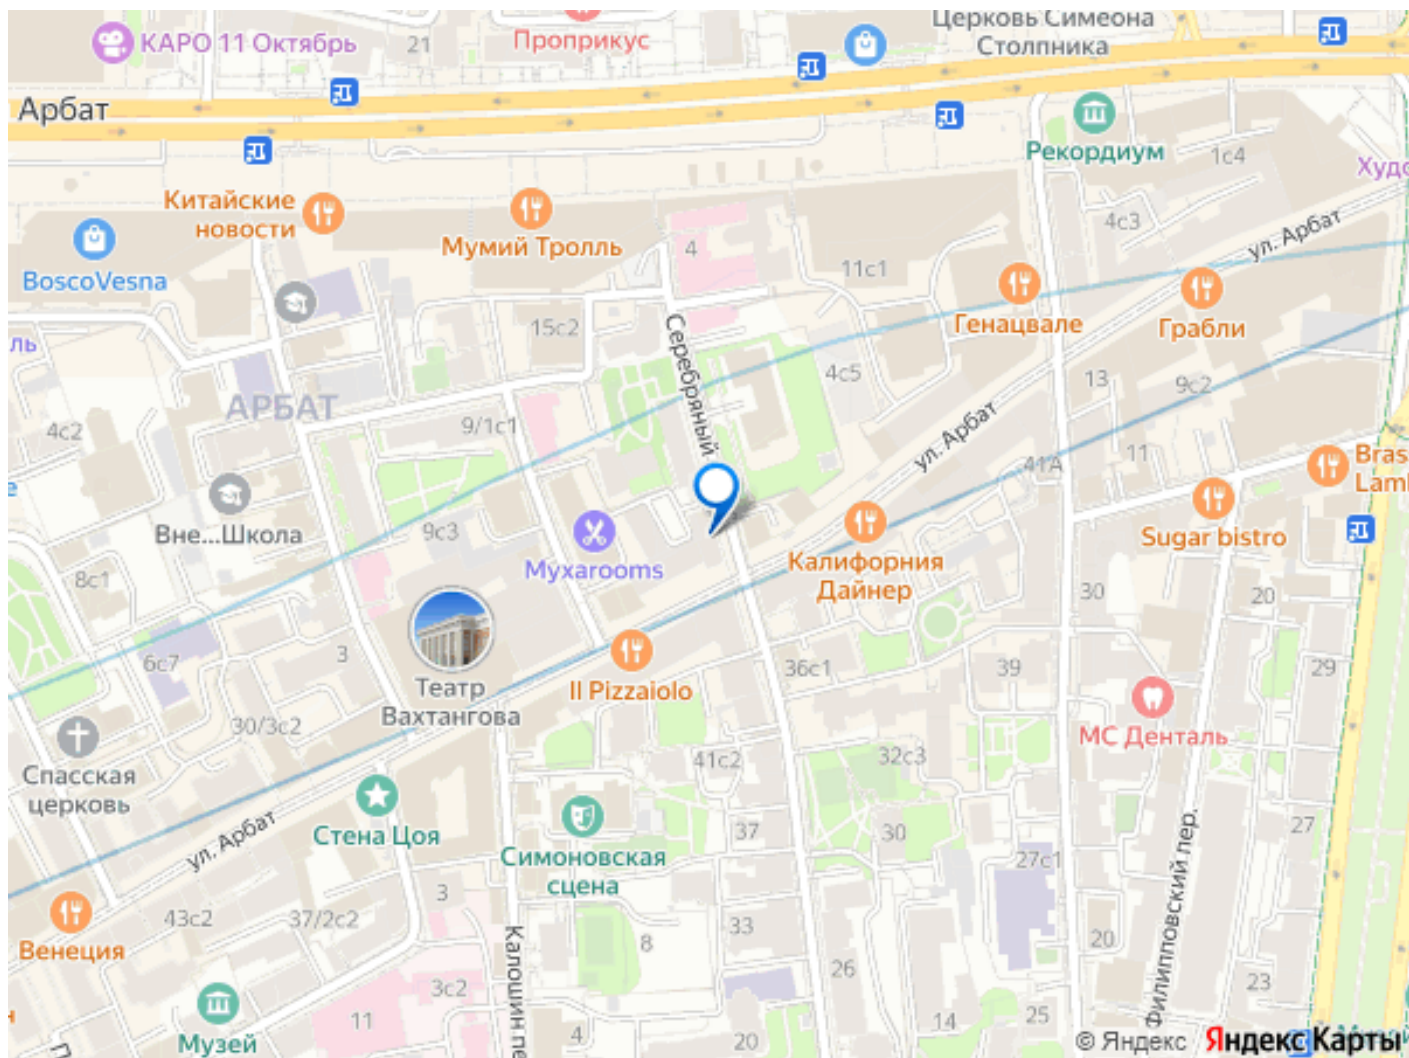 Церковь Симеона
Столпника
КАРО 11 Октябрь
21
Проприкус
Арбат
Рекордиум
1с4
Худо
Китайские
новости
Мумий Тролль
4
4с3
ул. Арбат
BoscoVesna
11с1
Генацвале
Грабли
15с2
Серебряный
ль
4с5
13
9с2
АРБАТ
4с2
9/1с1
ул. Арбат
41А
11
Bras
Lamb
е
Вне...Школа
9с3
Мухаrooms
Калифорния
Дайнер
Sugar bistro
8с1
30
20
6с7
3
Театр
Вахтангова
Il Pizzaiolo
36с1
39
29
МС Денталь
30/3с2
41с2
32с3
Спасская
церковь
Стена Цоя
ул. Арбат
37
30
27
Симоновская
сцена
27с1
Филипповский пер.
3
43с2
37/2с2
33
8
20
Венеция
Калошин пе
26
23
3с2
11
Музей
4
20
14
25
© Яндекс Яндекс Карты